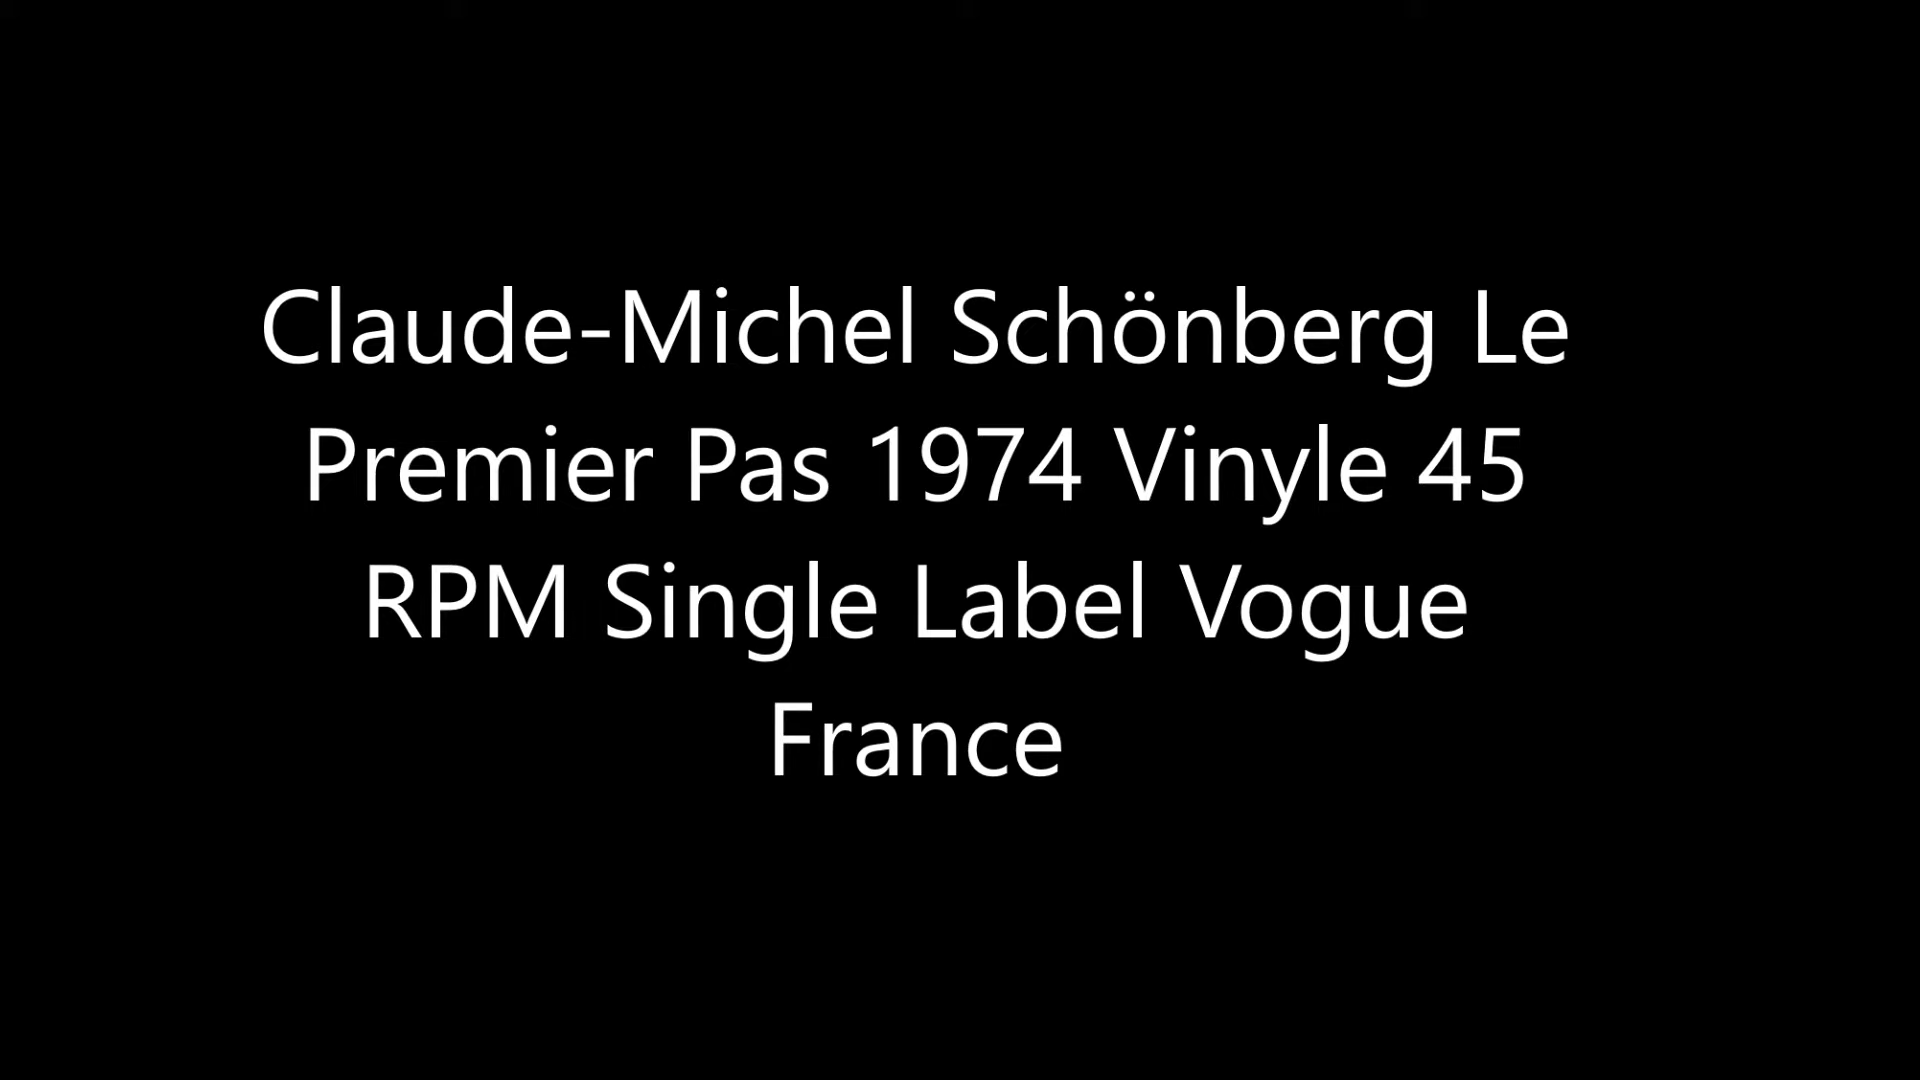 Claude-Michel Schönberg Le
Premier Pas 1974 Vinyle 45
RPM Single Label Vogue
France